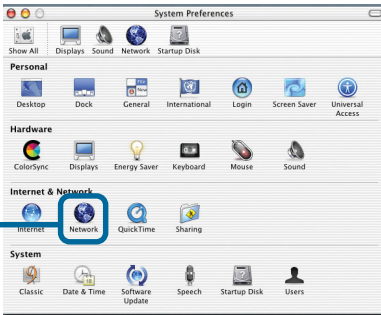 System Preferences
Show All Displays Sound Network Startup Disk
Personal
Desktop Dock General International Login Screen Saver Universal Access
Hardware
ColorSync Displays Energy Saver Keyboard Mouse Sound
Internet & Network
Internet Network QuickTime Sharing
System
Classic Date & Time Software Update Speech Startup Disk Users